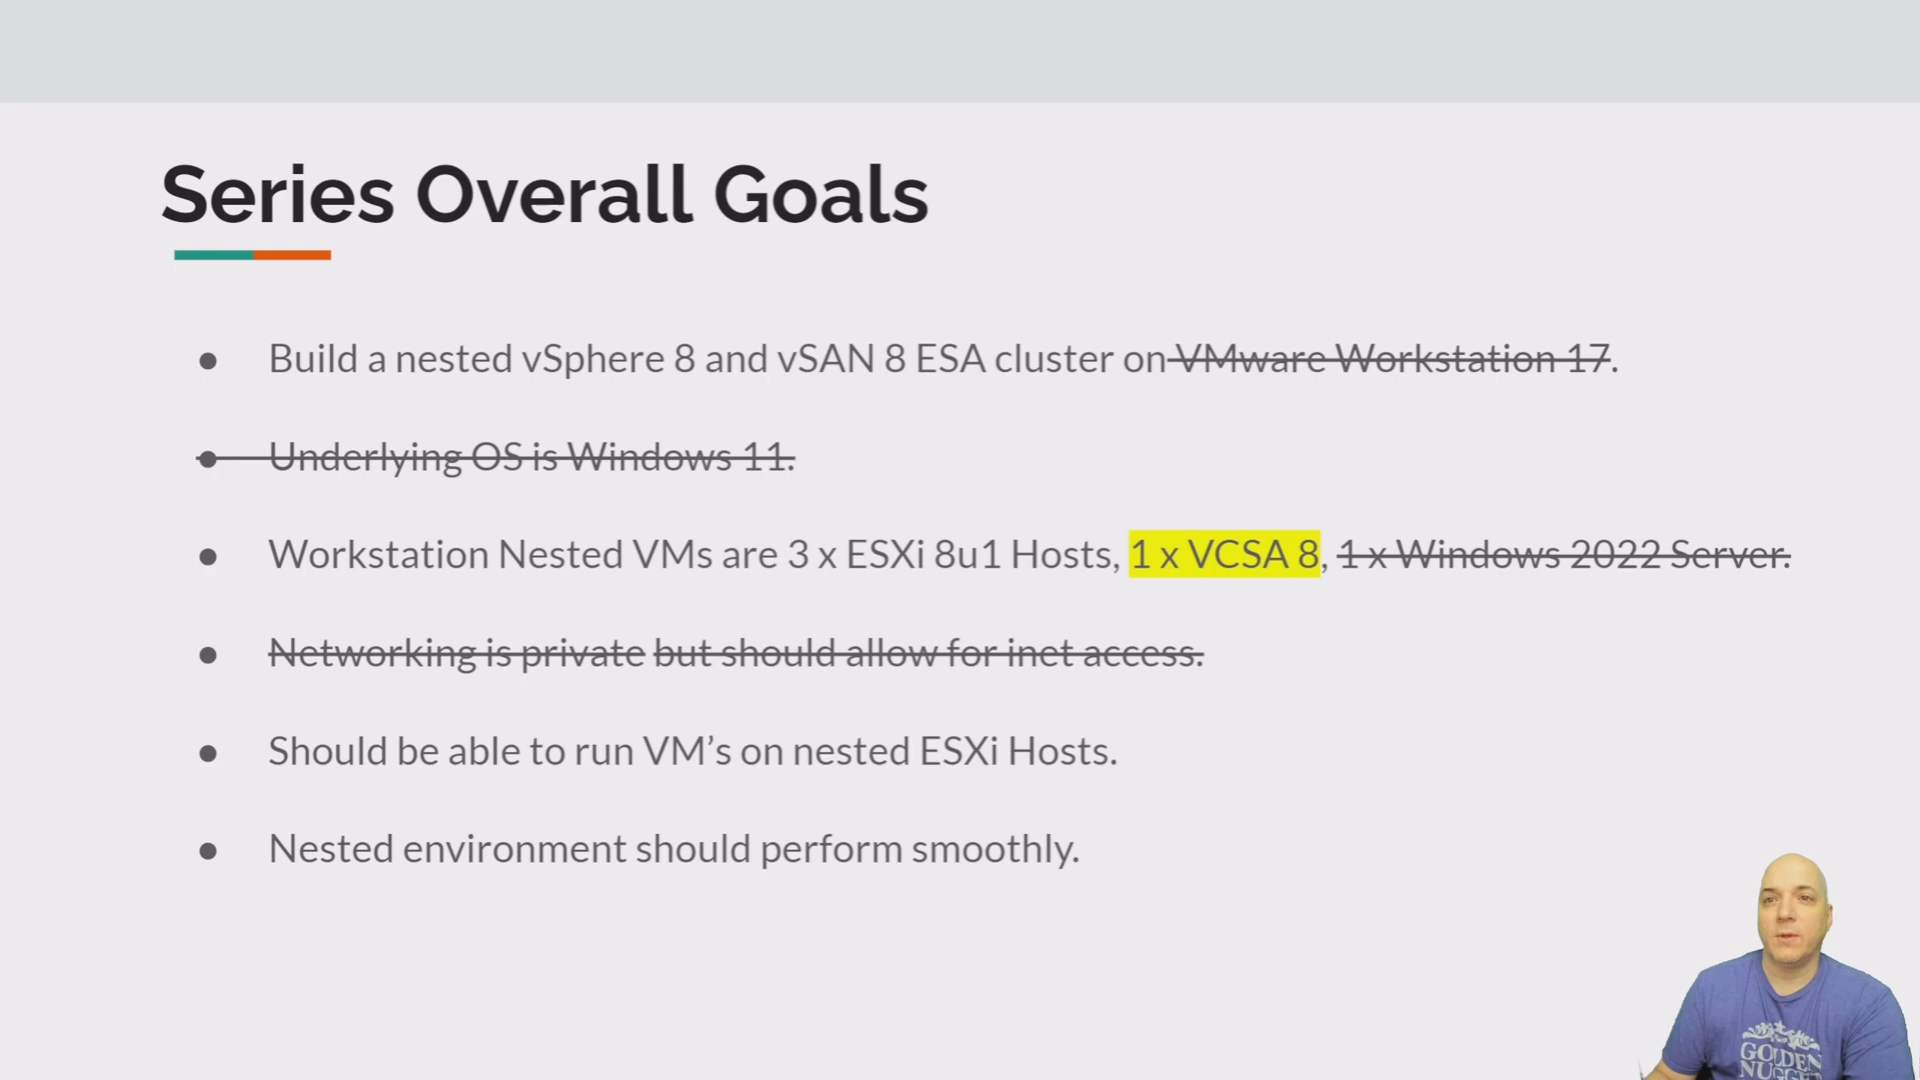 Series Overall Goals
● Build a nested vSphere 8 and vSAN 8 ESA cluster on VMware Workstation 17.
● Underlying OS is Windows 11.
● Workstation Nested VMs are 3 x ESXi 8u1 Hosts, 1 x VCSA 8, 1 x Windows 2022 Server.
● Networking is private but should allow for inet access.
● Should be able to run VM’s on nested ESXi Hosts.
● Nested environment should perform smoothly.
GOLDEN